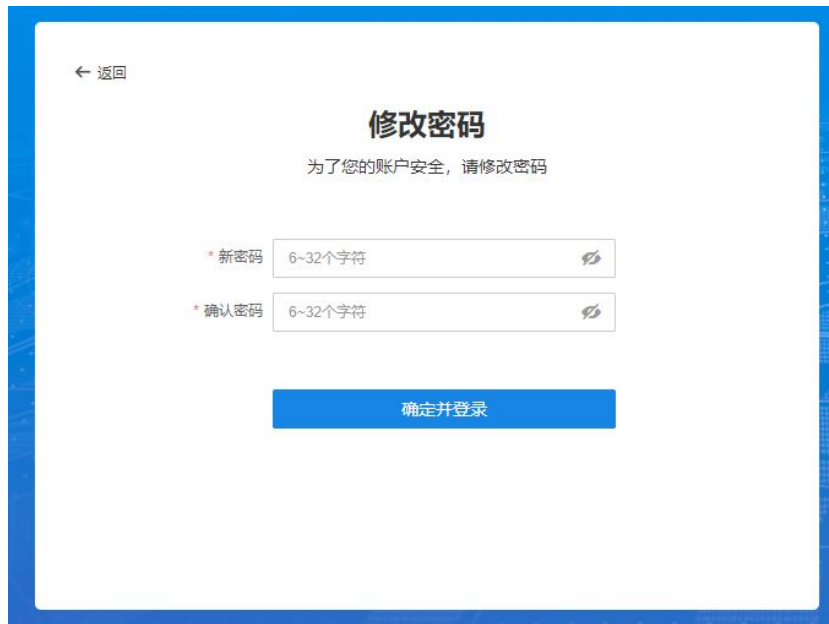 ← 返回
修改密码
为了您的账户安全，请修改密码
* 新密码 6~32个字符
* 确认密码 6~32个字符
确定并登录